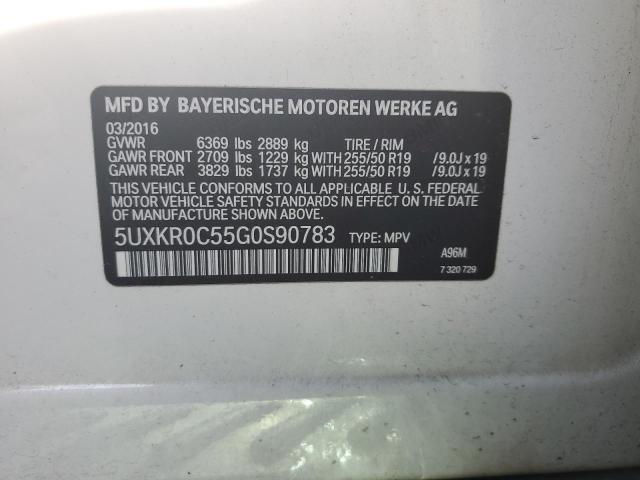 MFD BY BAYERISCHE MOTOREN WERKE AG
03/2016
GVWR 6369 lbs 2889 kg TIRE / RIM
GAWR FRONT 2709 lbs 1229 kg WITH 255/50 R19 / 9.0J x 19
GAWR REAR 3829 lbs 1737 kg WITH 255/50 R19 / 9.0J x 19
THIS VEHICLE CONFORMS TO ALL APPLICABLE U. S. FEDERAL
MOTOR VEHICLE SAFETY STANDARDS IN EFFECT ON THE DATE
OF MANUFACTURE SHOWN ABOVE.
5UXKR0C55G0S90783 TYPE: MPV
A96M
7 320 729